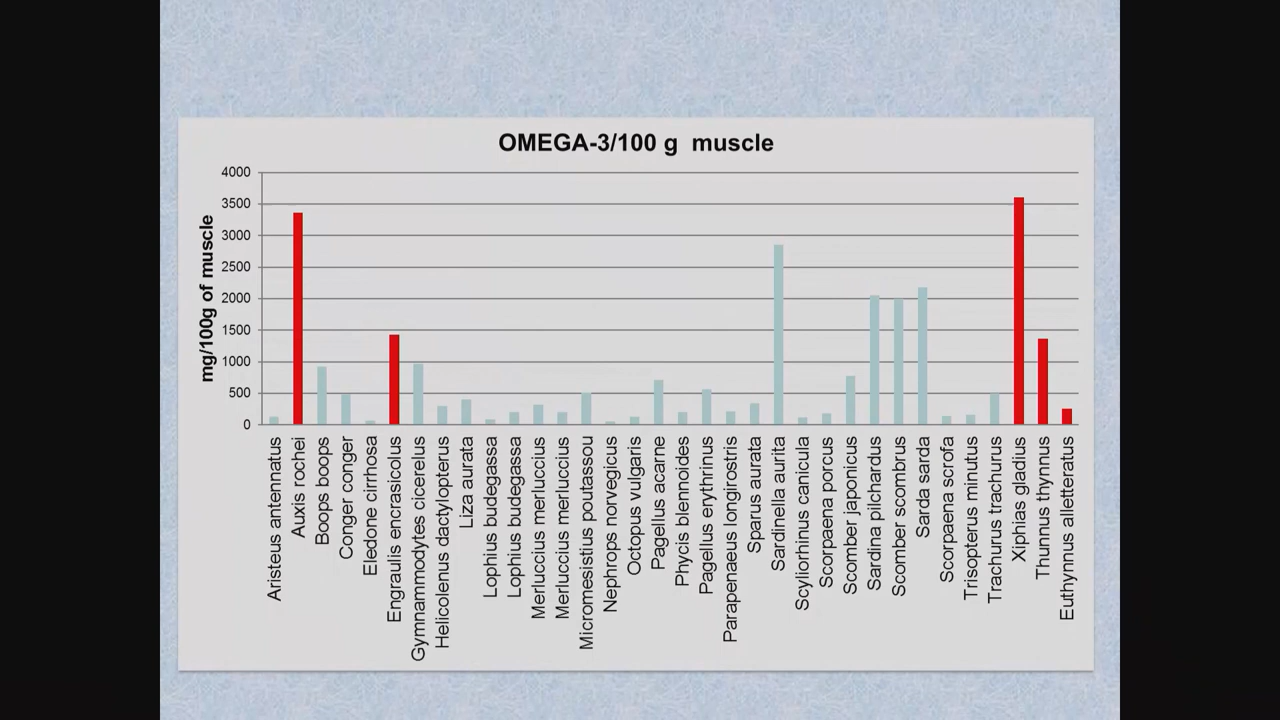 OMEGA-3/100 g muscle
mg/100g of muscle
4000
3500
3000
2500
2000
1500
1000
500
0
Aristeus antennatus
Auxis rochei
Boops boops
Conger conger
Eledone cirrhosa
Engraulis encrasicolus
Gymnammodytes cicerelus
Helicolenus dactylopterus
Liza aurata
Lophius budegassa
Lophius budegassa
Merluccius merluccius
Merluccius merluccius
Micromesistius poutassou
Nephrops norvegicus
Octopus vulgaris
Pagellus acarne
Phycis blennoides
Pagellus erythrinus
Parapenaeus longirostris
Sparus aurata
Sardinella aurita
Scyliorhinus canicula
Scorpaena porcus
Scomber japonicus
Sardina pilchardus
Scomber scombrus
Sarda sarda
Scorpaena scrofa
Trisopterus minutus
Trachurus trachurus
Xiphias gladius
Thunnus thynnus
Euthynnus alletteratus